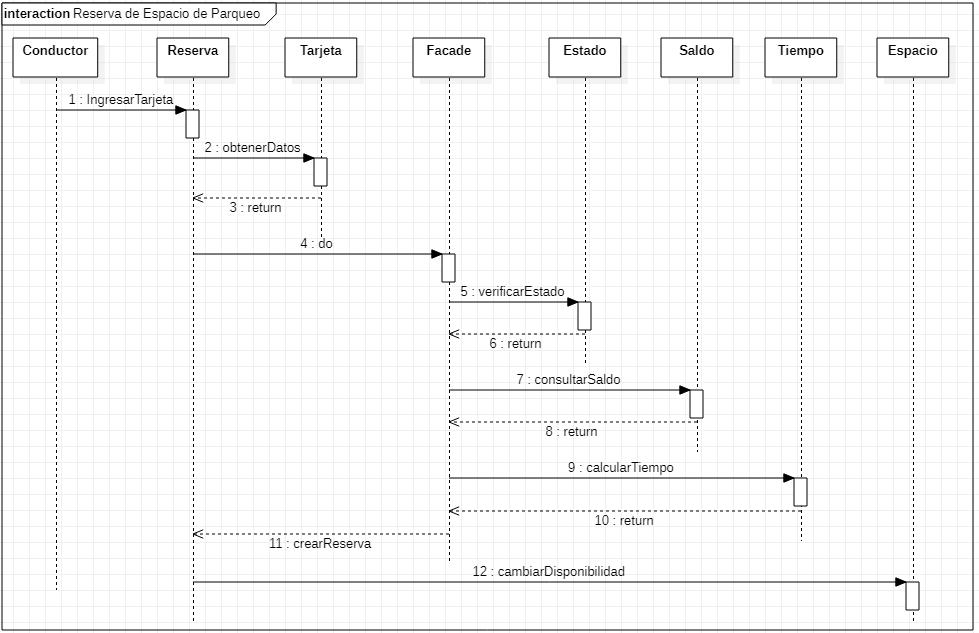 interaction Reserva de Espacio de Parqueo
Conductor
Reserva
Tarjeta
Facade
Estado
Saldo
Tiempo
Espacio
1 : IngresarTarjeta
2 : obtenerDatos
3 : return
4 : do
5 : verificarEstado
6 : return
7 : consultarSaldo
8 : return
9 : calcularTiempo
10 : return
11 : crearReserva
12 : cambiarDisponibilidad